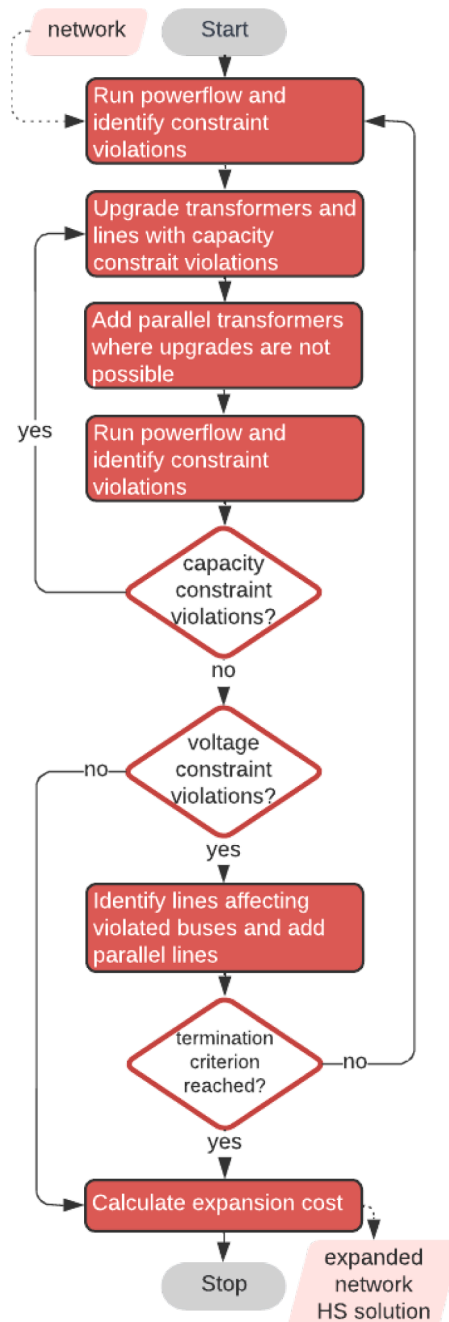 network
Start
Run powerflow and
identify constraint
violations
Upgrade transformers and
lines with capacity
constrait violations
Add parallel transformers
where upgrades are not
possible
yes
Run powerflow and
identify constraint
violations
capacity
constraint
violations?
no
voltage
constraint
violations?
no
yes
Identify lines affecting
violated buses and add
parallel lines
termination
criterion
reached?
no
yes
Calculate expansion cost
Stop
expanded
network
HS solution